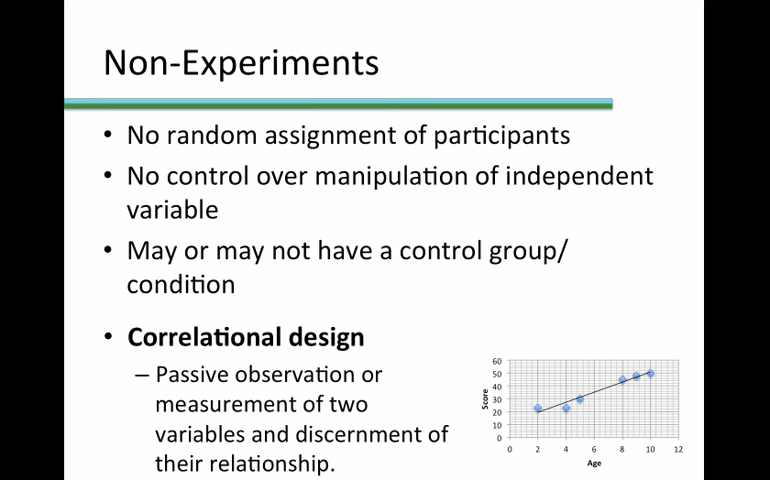 Non-Experiments
• No random assignment of participants
• No control over manipulation of independent
variable
• May or may not have a control group/
condition
• Correlational design
– Passive observation or
measurement of two
variables and discernment of
their relationship.
60
50
40
30
20
10
0
Score
0 2 4 6 8 10 12
Age